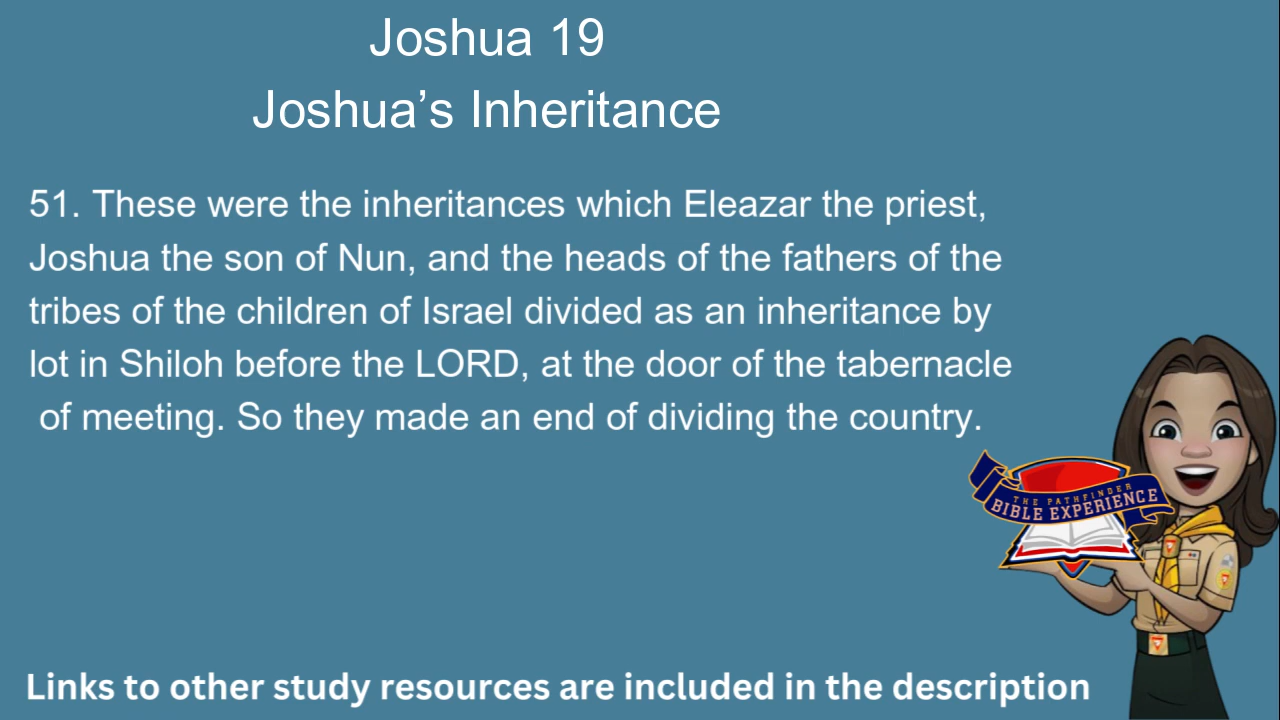 Joshua 19
Joshua’s Inheritance
51. These were the inheritances which Eleazar the priest,
Joshua the son of Nun, and the heads of the fathers of the
tribes of the children of Israel divided as an inheritance by
lot in Shiloh before the LORD, at the door of the tabernacle
of meeting. So they made an end of dividing the country.
THE PATHFINDER
BIBLE EXPERIENCE
Links to other study resources are included in the description